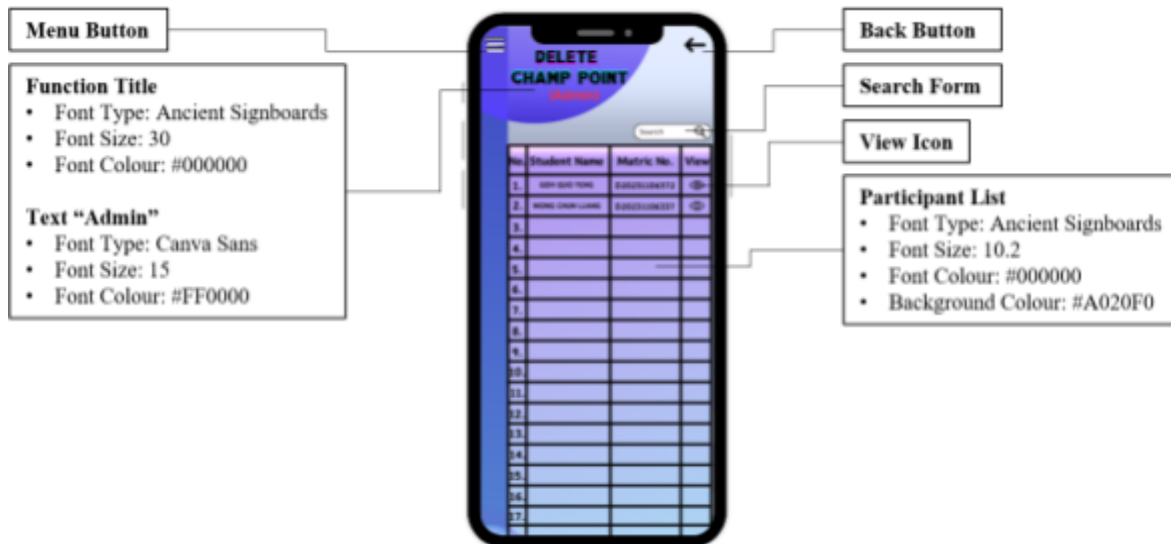 Menu Button
Function Title
• Font Type: Ancient Signboards
• Font Size: 30
• Font Colour: #000000
Text “Admin”
• Font Type: Canva Sans
• Font Size: 15
• Font Colour: #FF0000
DELETE
CHAMP POINT
Search
No. Student Name Matric No. View
1.
2. WONG CHUN LIANG
3.
4.
5.
6.
7.
8.
9.
10.
11.
12.
13.
14.
15.
16.
17.
Back Button
Search Form
View Icon
Participant List
• Font Type: Ancient Signboards
• Font Size: 10.2
• Font Colour: #000000
• Background Colour: #A020F0